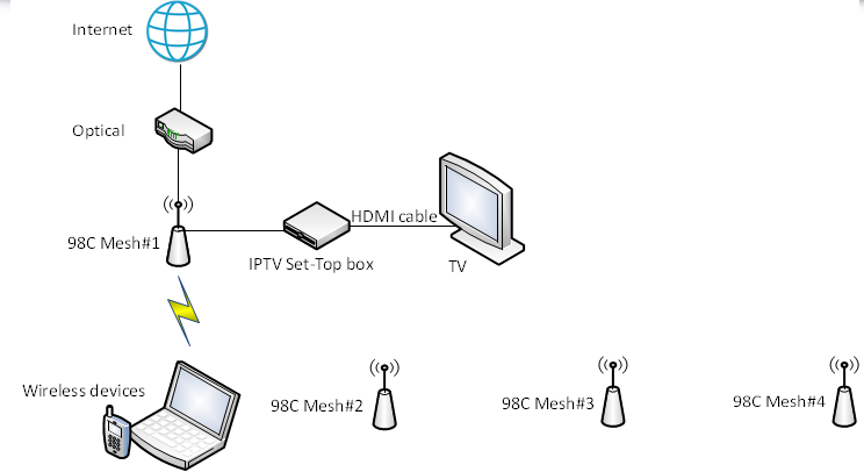 Internet
Optical
98C Mesh#1
HDMI cable
IPTV Set-Top box
TV
Wireless devices
98C Mesh#2
98C Mesh#3
98C Mesh#4